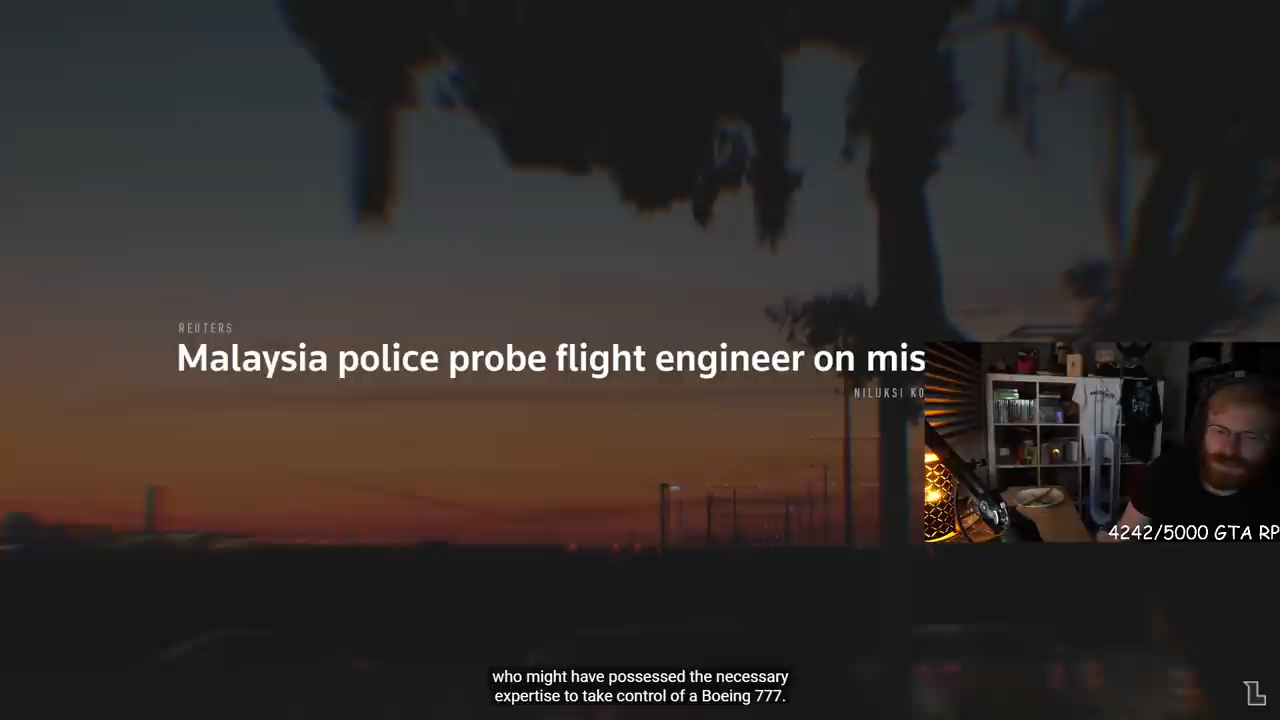 REUTERS
Malaysia police probe flight engineer on mis
NILUKSI KO
4242/5000 GTA RP
who might have possessed the necessary
expertise to take control of a Boeing 777.